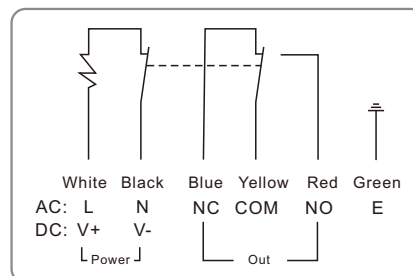 White Black Blue Yellow Red Green
AC: L N NC COM NO E
DC: V+ V-
Power Out